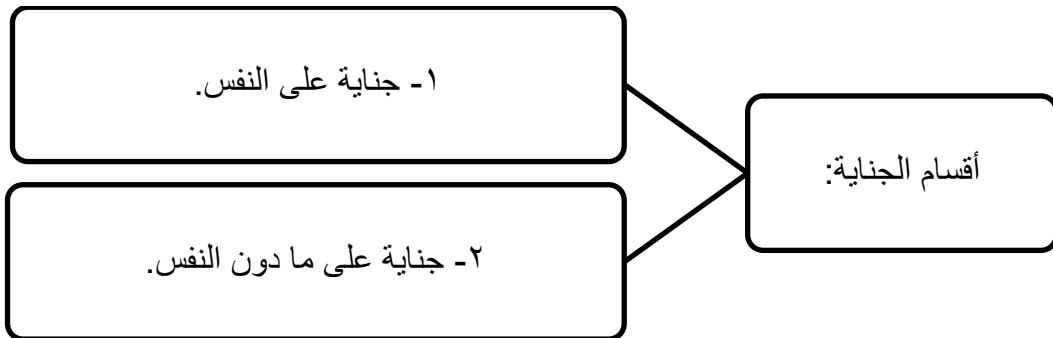 أقسام الجناية:
١- جناية على النفس.
٢- جناية على ما دون النفس.